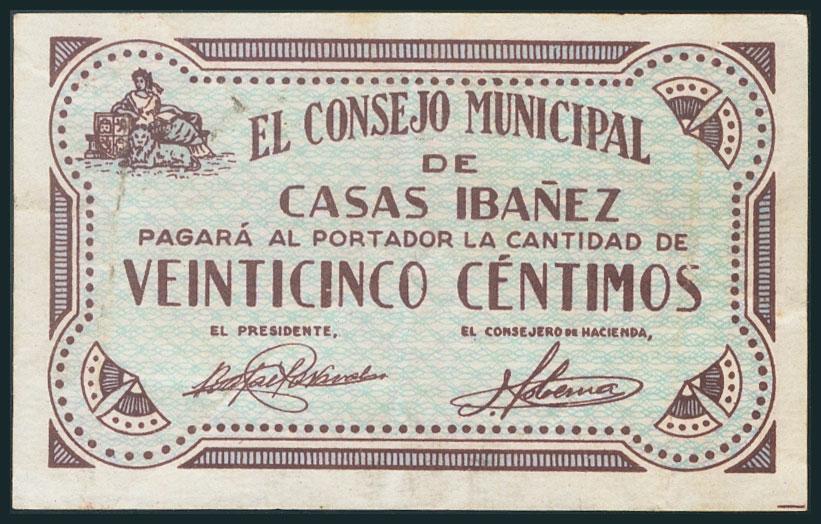 EL CONSEJO MUNICIPAL
DE
CASAS IBAÑEZ
PAGARÁ AL PORTADOR LA CANTIDAD DE
VEINTICINCO CÉNTIMOS
EL PRESIDENTE, EL CONSEJERO DE HACIENDA,